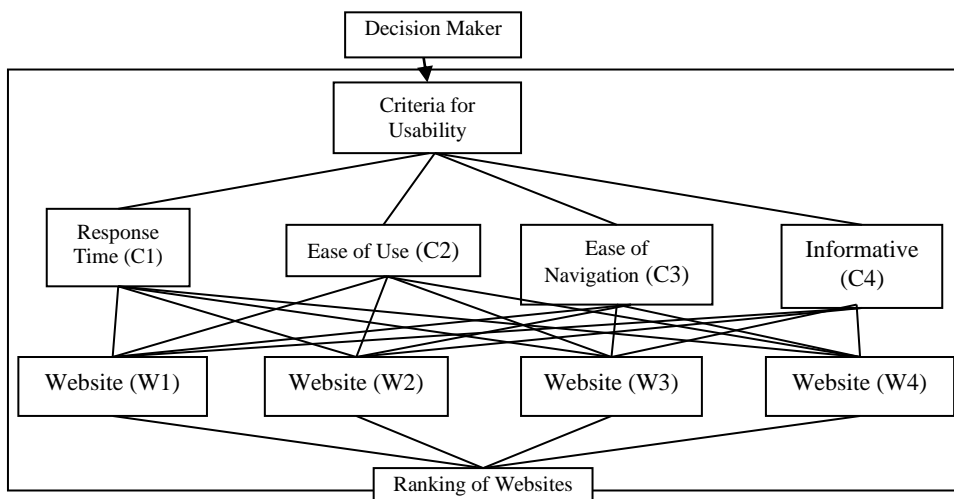 Decision Maker
Criteria for
Usability
Response
Time (C1)
Ease of Use (C2)
Ease of
Navigation (C3)
Informative
(C4)
Website (W1)
Website (W2)
Website (W3)
Website (W4)
Ranking of Websites